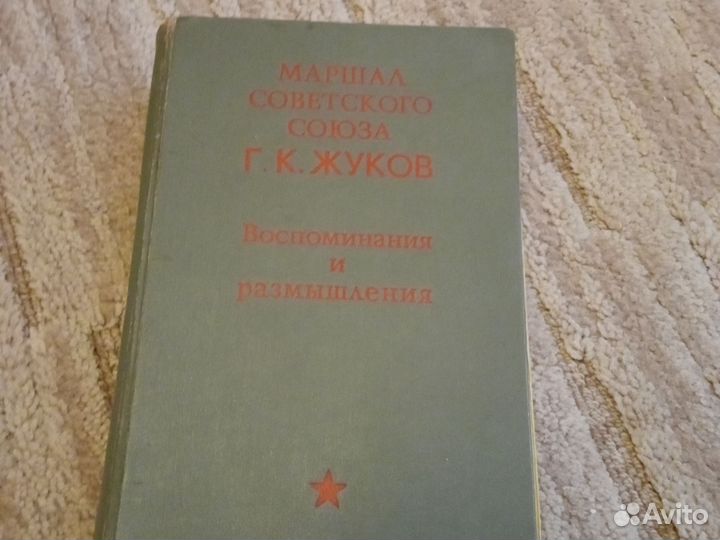 МАРШАЛ
СОВЕТСКОГО
СОЮЗА
Г. К. ЖУКОВ
Воспоминания
и
размышления
Avito